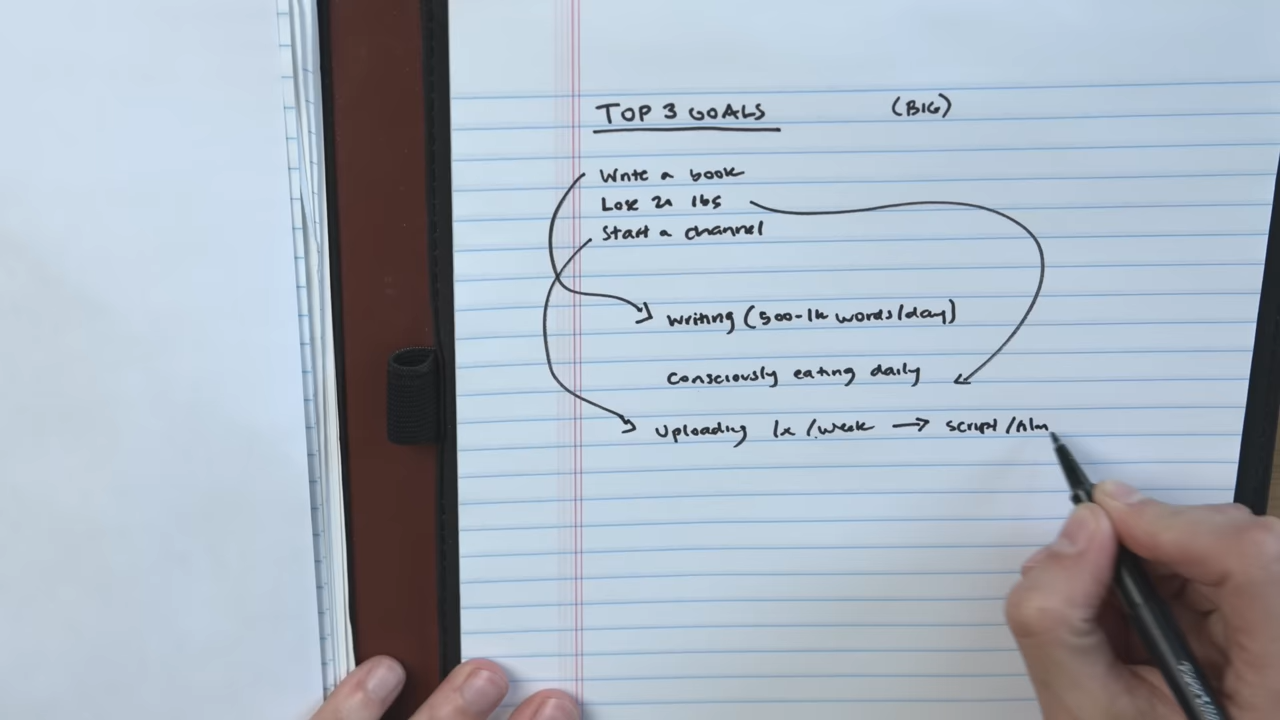 TOP 3 GOALS (BIG)
Write a book
Lose lbs
Start a channel
Writing (500-1k words/day)
Consciously eating daily
Uploading 1x/week → script/film